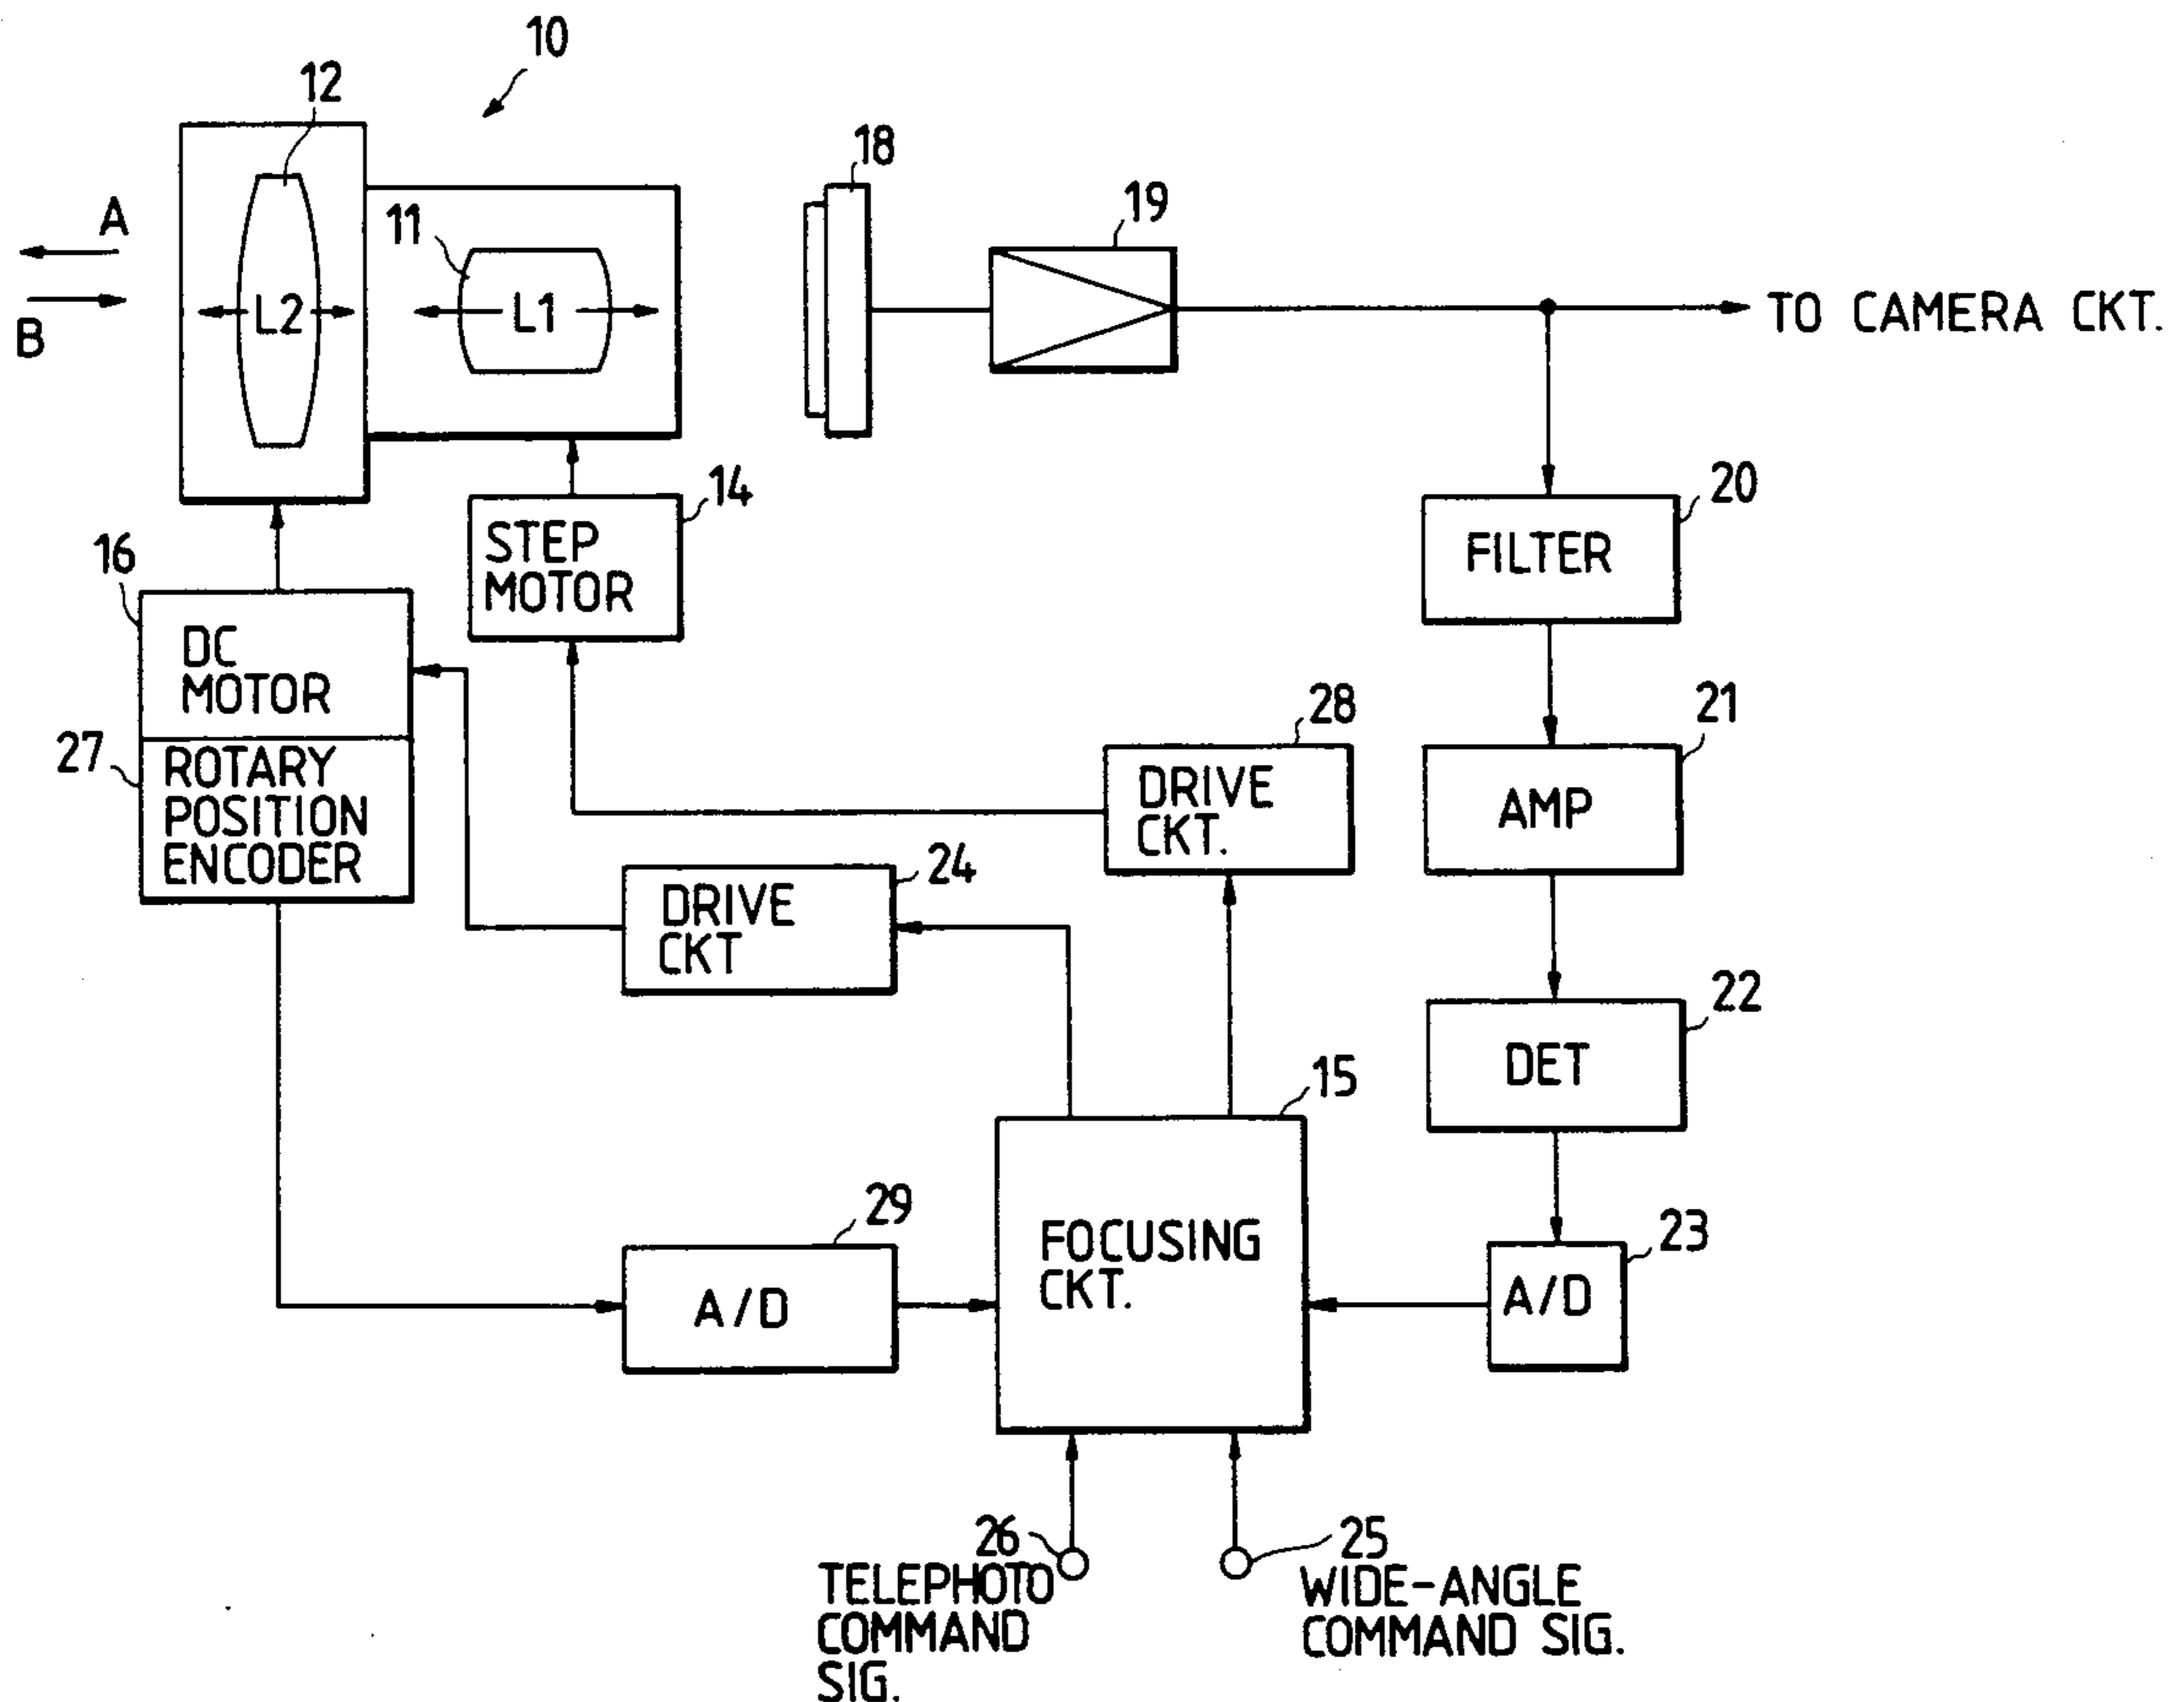 10
12
18
A
11
19
L2
L1
B
TO CAMERA CKT.
14
20
STEP
MOTOR
FILTER
16
DC
MOTOR
28
21
27
ROTARY
POSITION
ENCODER
DRIVE
CKT.
AMP
24
DRIVE
CKT
22
DET
15
29
23
FOCUSING
CKT.
A/D
A/D
26
TELEPHOTO
COMMAND
SIG.
25
WIDE-ANGLE
COMMAND SIG.